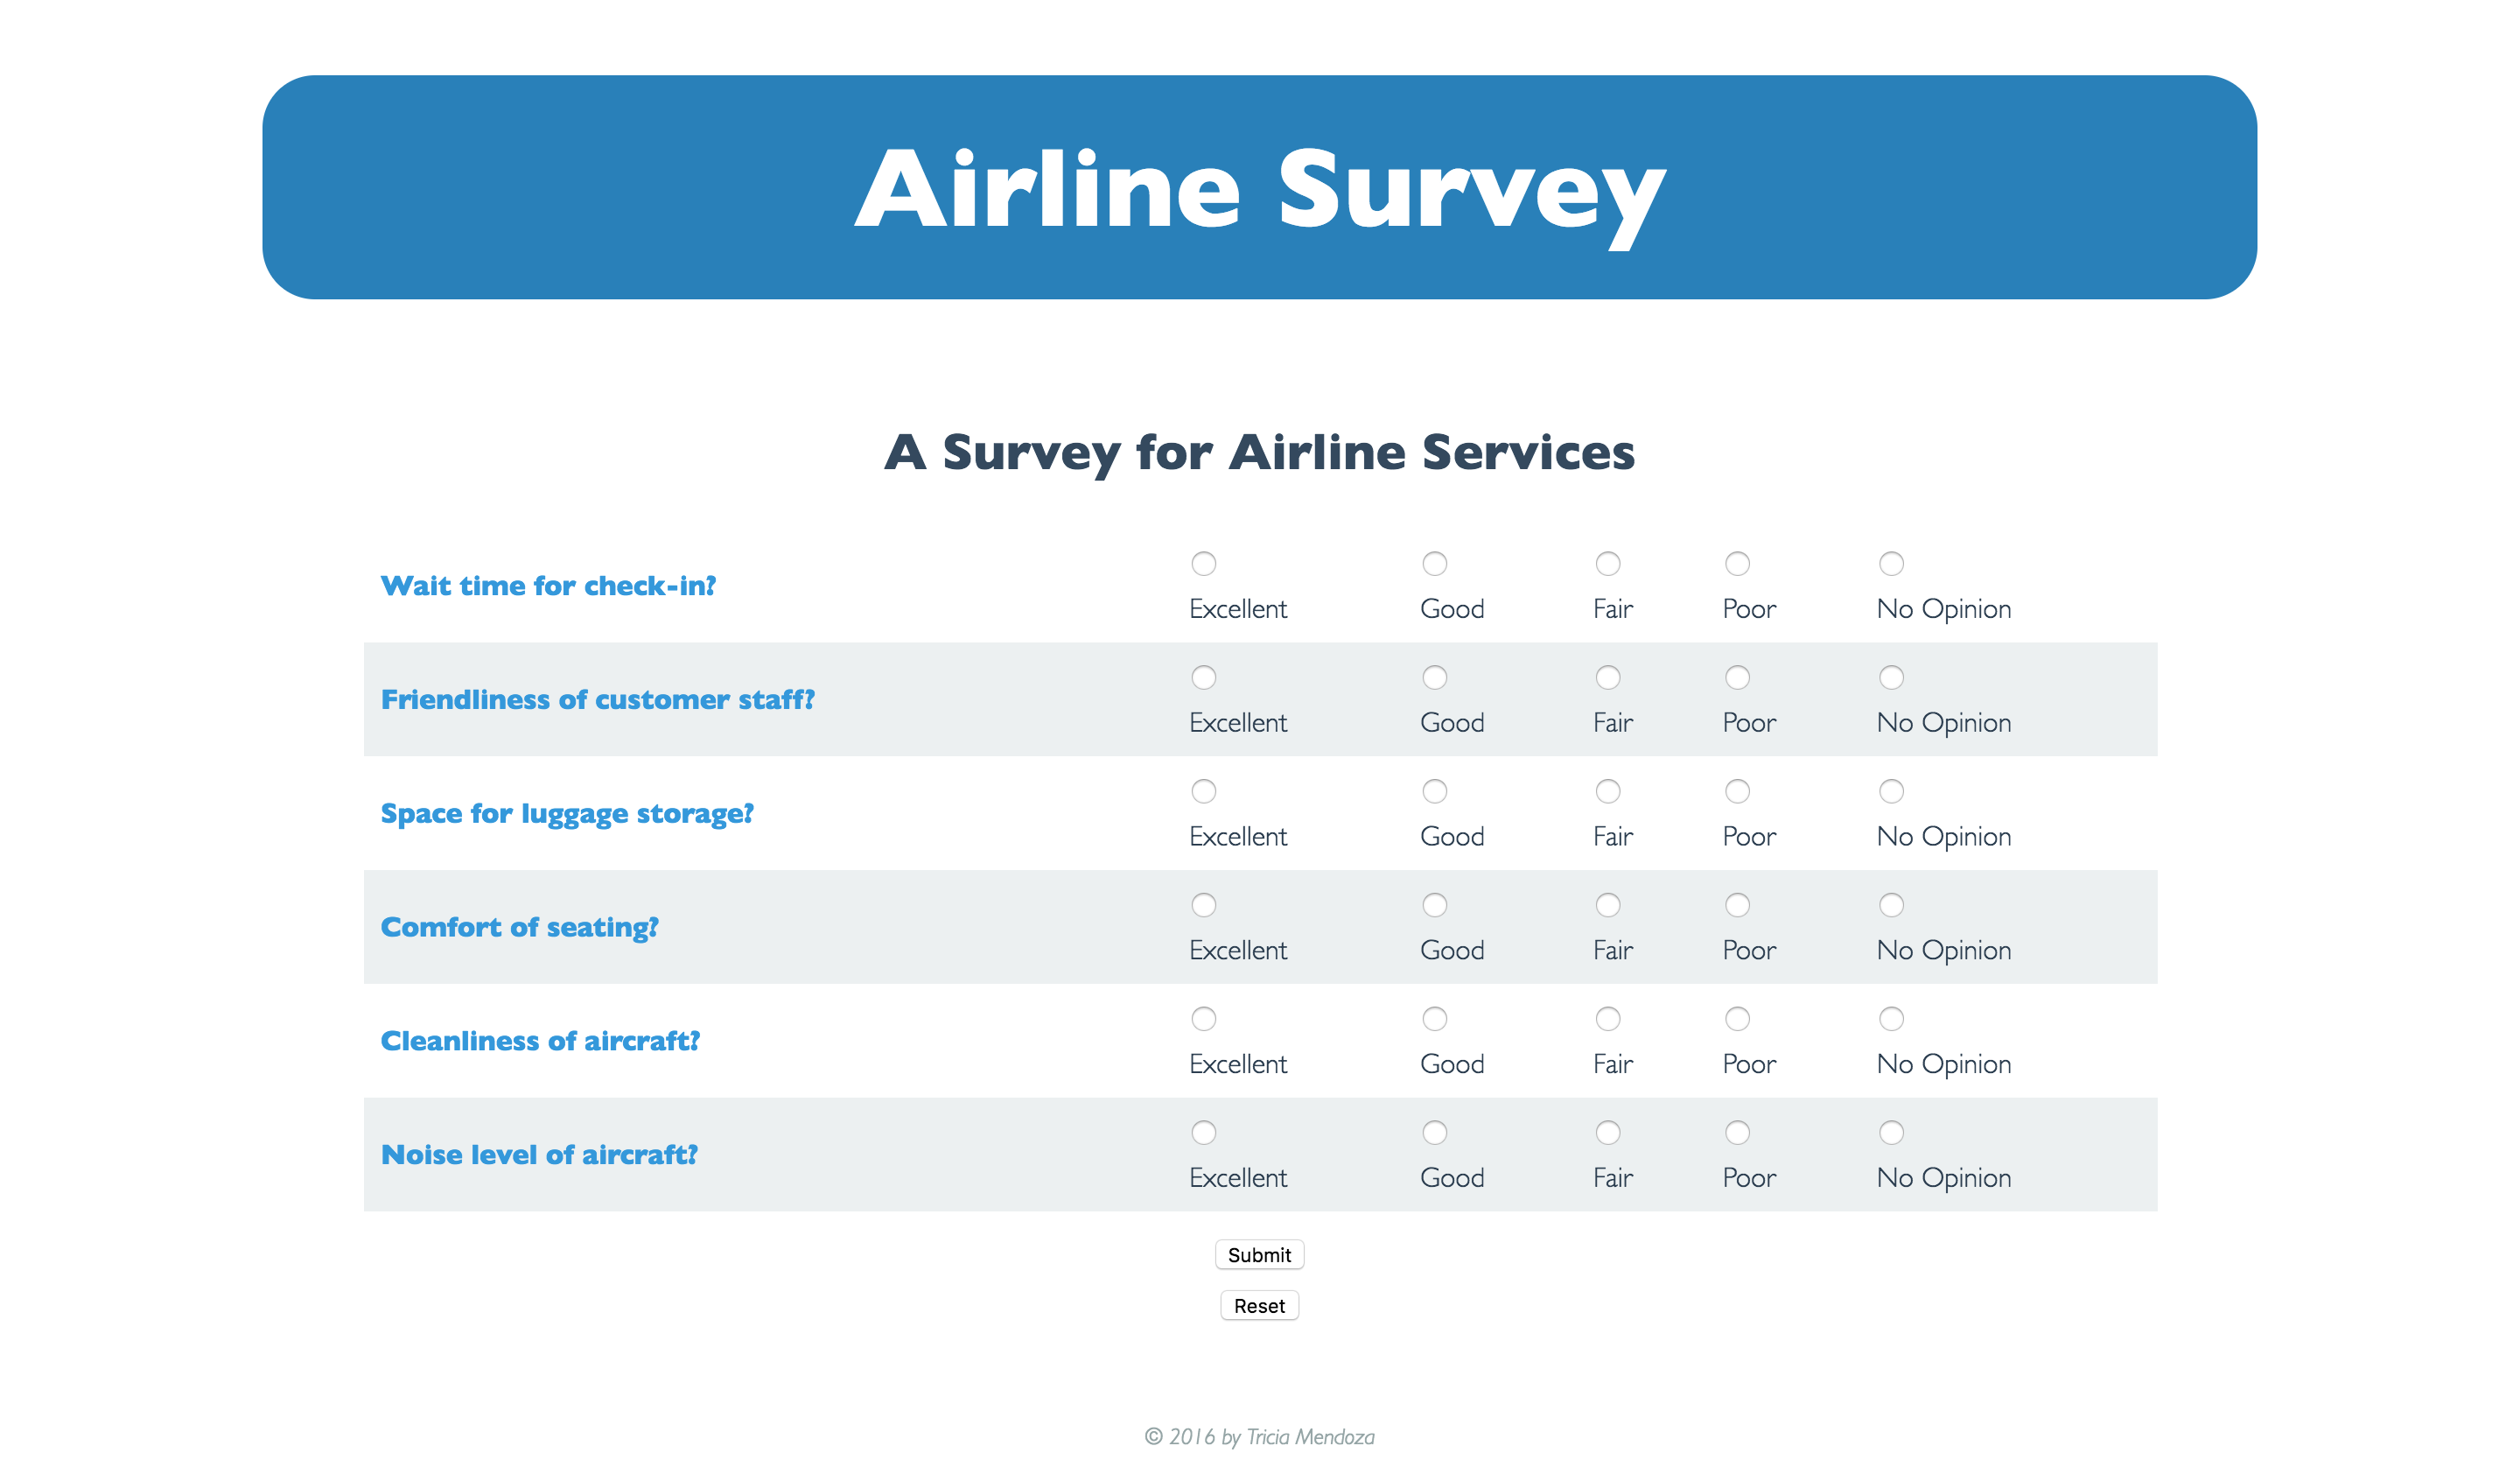 Airline Survey
A Survey for Airline Services
Wait time for check-in? Excellent Good Fair Poor No Opinion
Friendliness of customer staff? Excellent Good Fair Poor No Opinion
Space for luggage storage? Excellent Good Fair Poor No Opinion
Comfort of seating? Excellent Good Fair Poor No Opinion
Cleanliness of aircraft? Excellent Good Fair Poor No Opinion
Noise level of aircraft? Excellent Good Fair Poor No Opinion
Submit
Reset
© 2016 by Tricia Mendoza